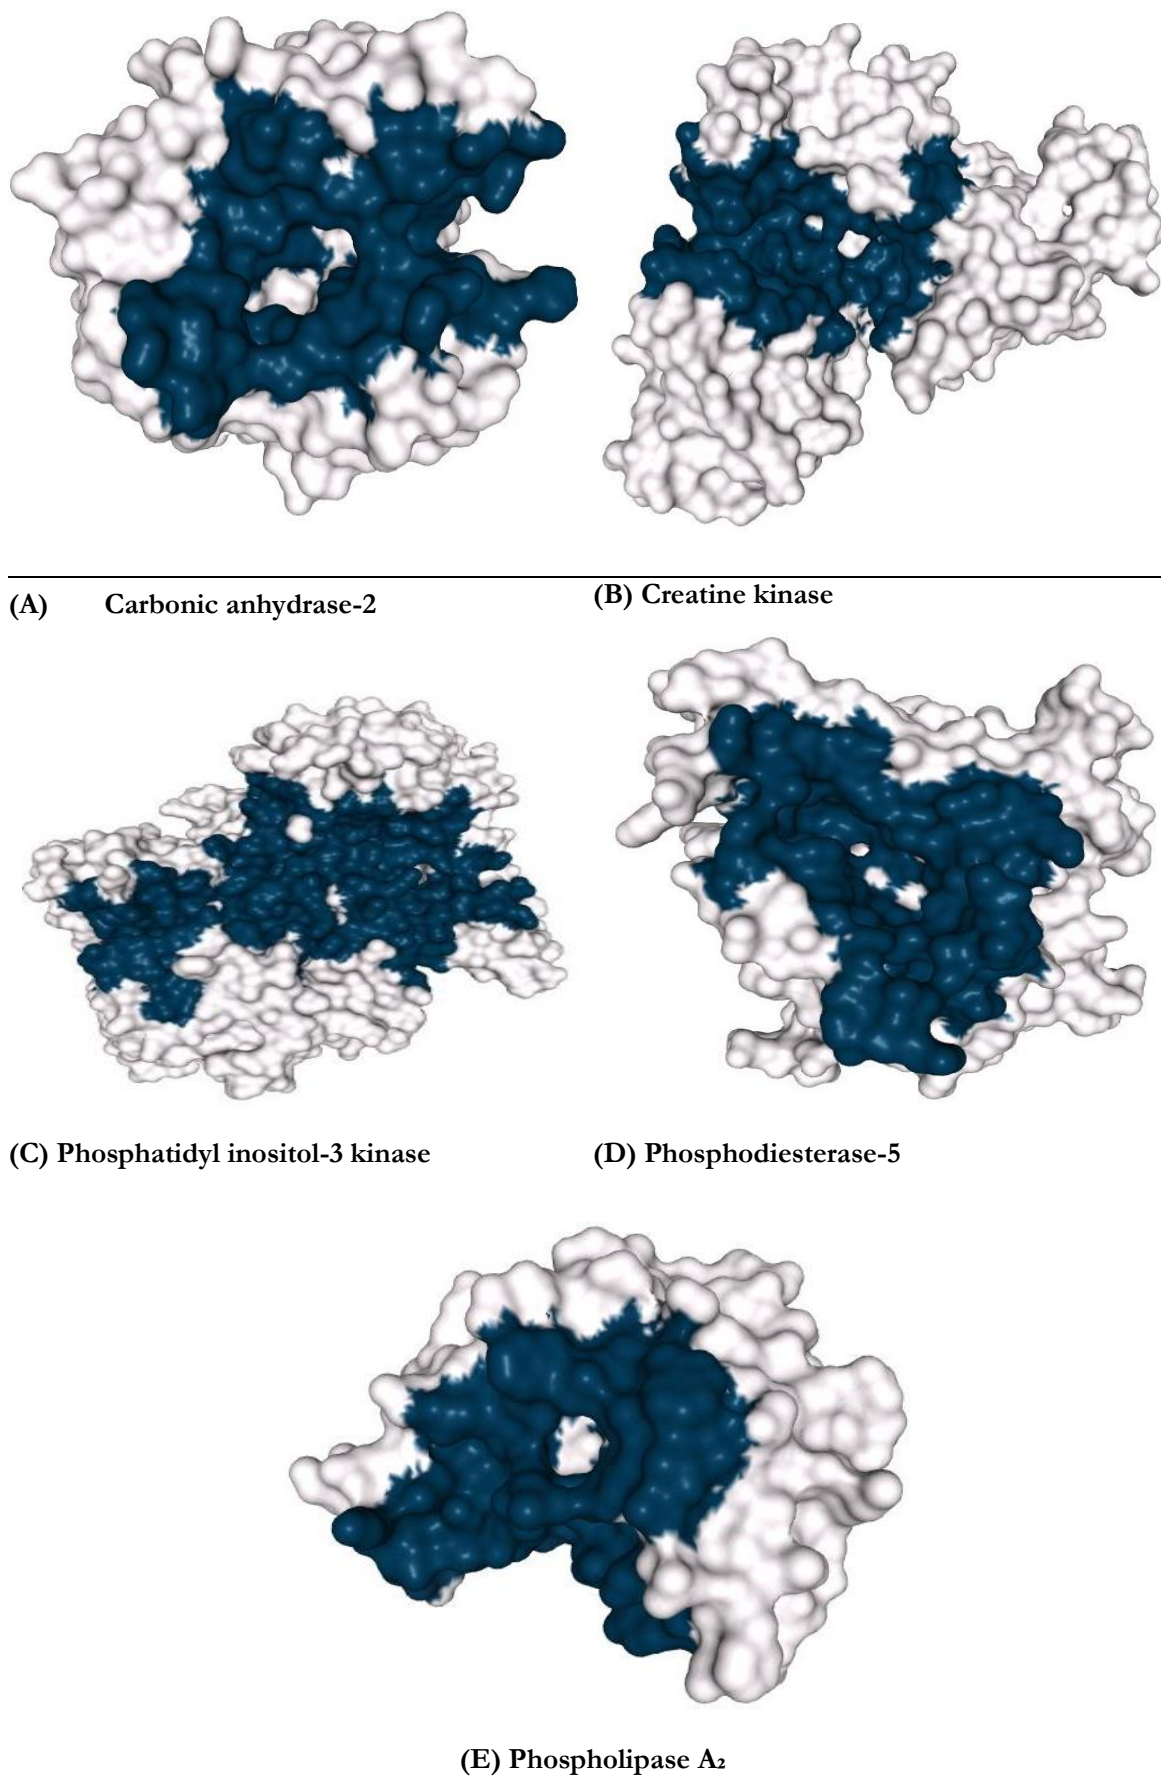 (A) Carbonic anhydrase-2
(B) Creatine kinase
(C) Phosphatidyl inositol-3 kinase
(D) Phosphodiesterase-5
(E) Phospholipase A₂